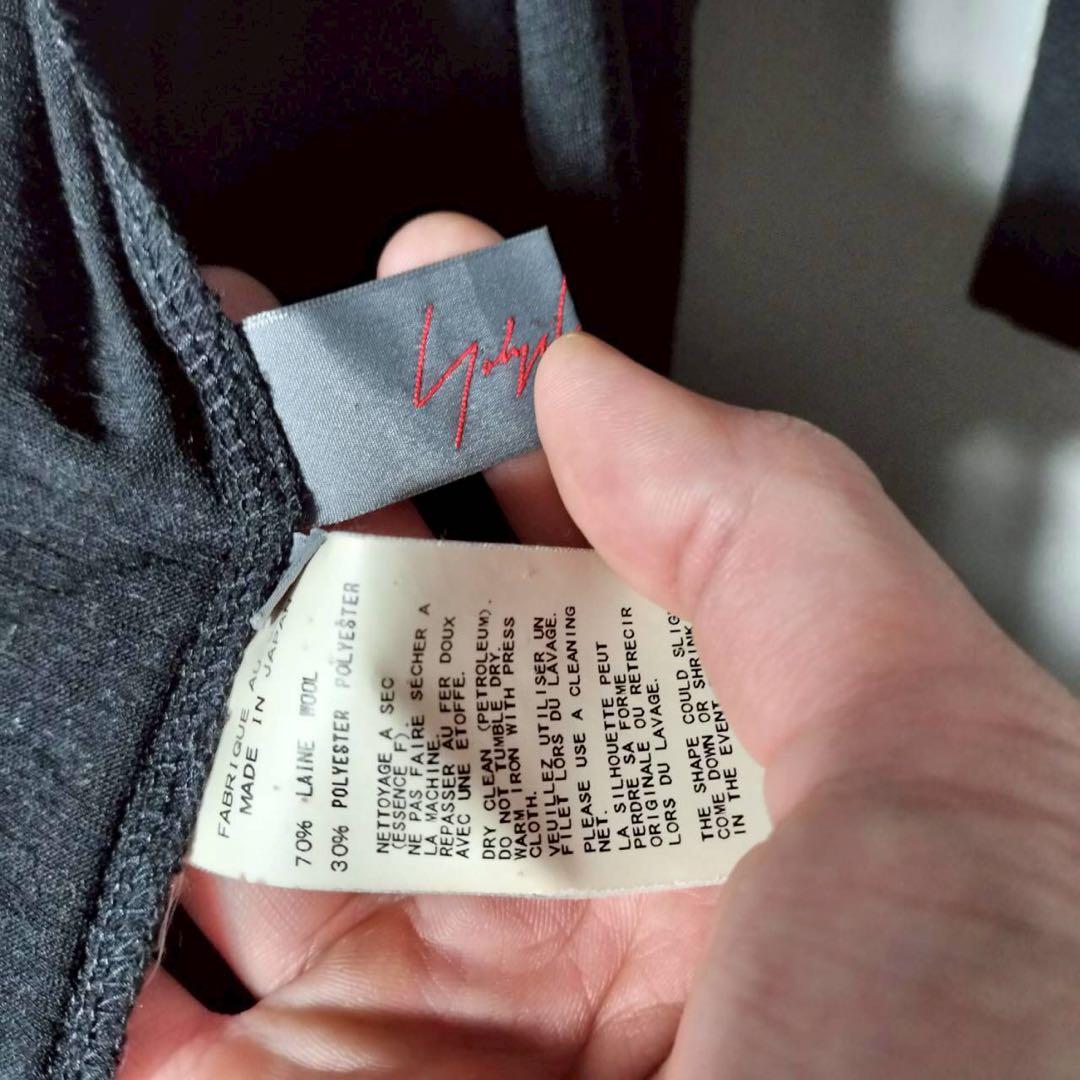 FABRIQUE AU
MADE IN JAPAN
70% LAINE WOOL
30% POLYESTER POLYESTER
NETTOYAGE A SEC
(ESSENCE F).
NE PAS FAIRE SECHER A
LA MACHINE.
REPASSER AU FER DOUX
AVEC UNE ETOFFE.
DRY CLEAN (PETROLEUM).
DO NOT TUMBLE DRY.
WARM IRON WITH PRESS
CLOTH.
VEUILLEZ UTILISER UN
FILET LORS DU LAVAGE.
PLEASE USE A CLEANING
NET.
LA SILHOUETTE PEUT
PERDRE SA FORME
ORIGINALE OU RETRECIR
LORS DU LAVAGE.
THE SHAPE COULD
COME DOWN OR SHRINK
IN THE EVENT